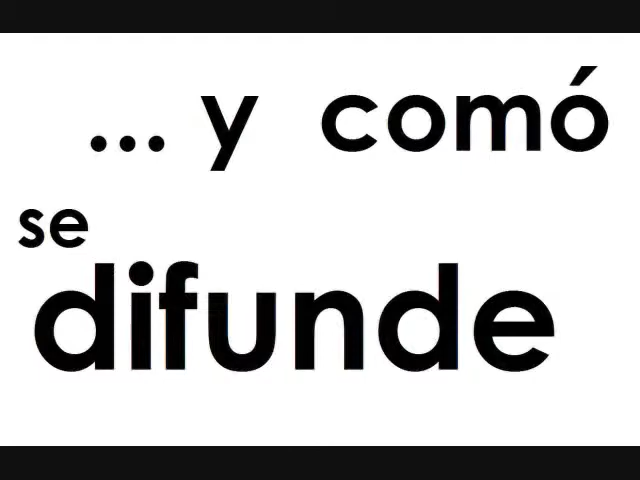 ... y comó
se
difunde